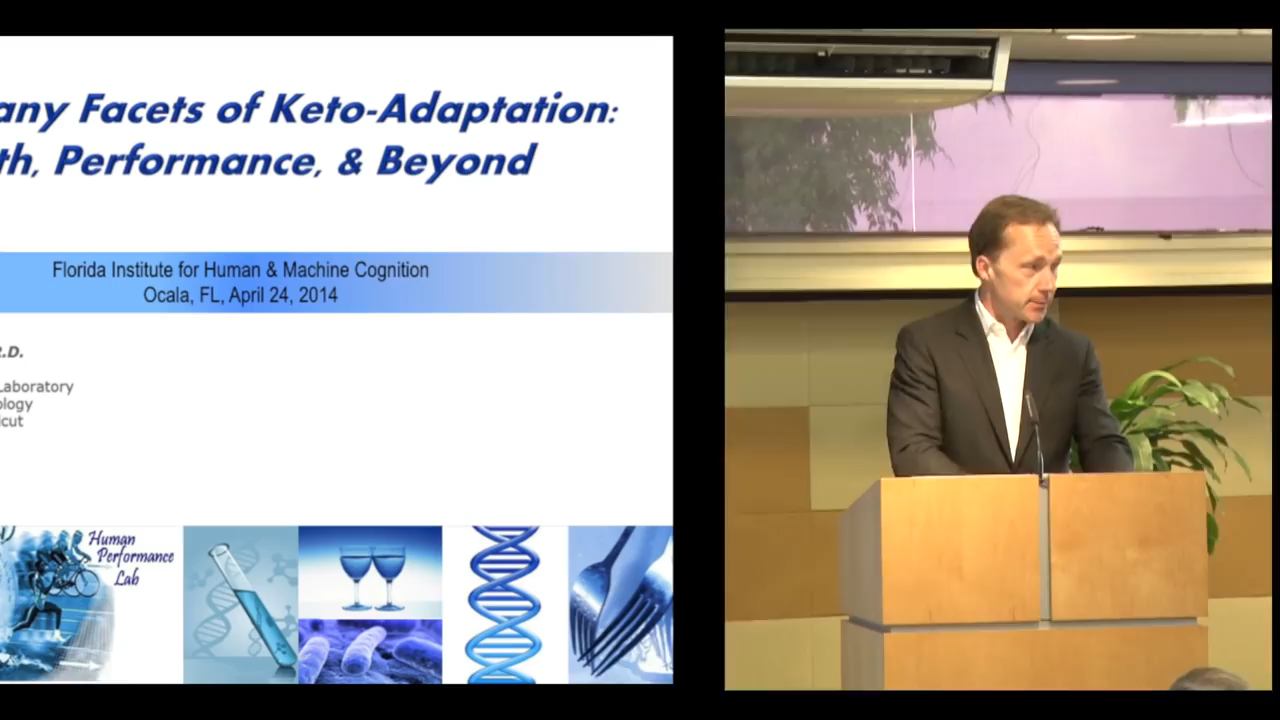 any Facets of Keto-Adaptation:
th, Performance, & Beyond
Florida Institute for Human & Machine Cognition
Ocala, FL, April 24, 2014
R.D.
Laboratory
ology
icut
Human
Performance
Lab